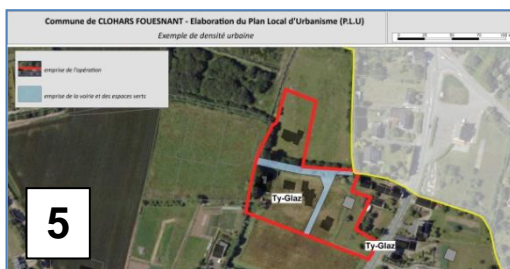 Commune de CLOHARS FOUESNANT - Elaboration du Plan Local d'Urbanisme (P.L.U)
Exemple de densité urbaine
emprise de l'opération
emprise de la voirie et des espaces verts
Ty-Glaz
Ty-Glaz
5